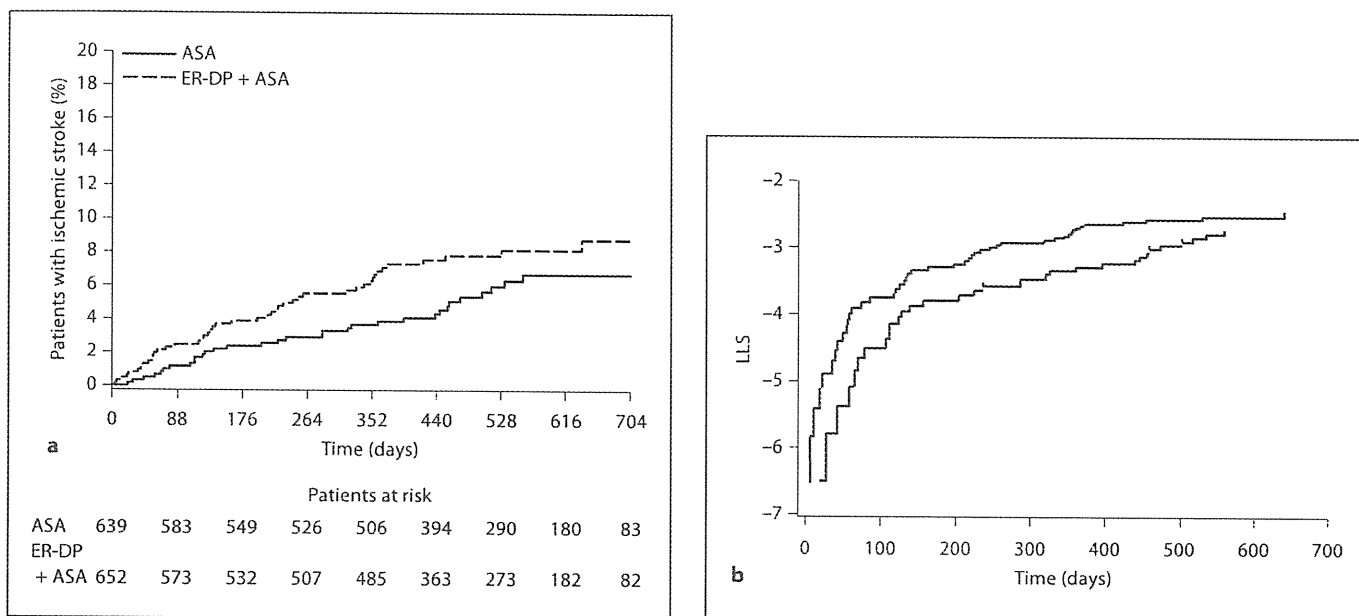 20
18
16
14
12
10
8
6
4
2
0
Patients with ischemic stroke (%)
ASA
ER-DP + ASA
0 88 176 264 352 440 528 616 704
a
Time (days)
Patients at risk
ASA 639 583 549 526 506 394 290 180 83
ER-DP
+ ASA 652 573 532 507 485 363 273 182 82
–2
–3
–4
–5
–6
–7
LLS
0 100 200 300 400 500 600 700
b
Time (days)